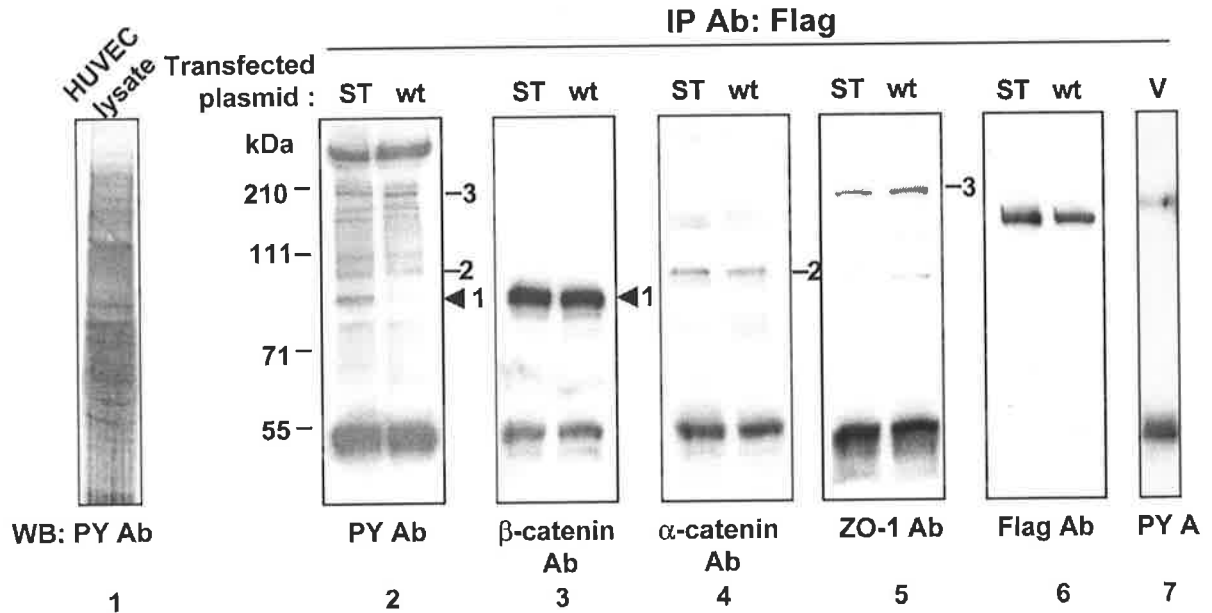 IP Ab: Flag
HUVEC
lysate
Transfected
plasmid :
ST wt
ST wt
ST wt
ST wt
ST wt
V
kDa
210
111
71
55
3
2
1
1
2
3
WB: PY Ab
PY Ab
β-catenin
Ab
α-catenin
Ab
ZO-1 Ab
Flag Ab
PY A
1 2 3 4 5 6 7